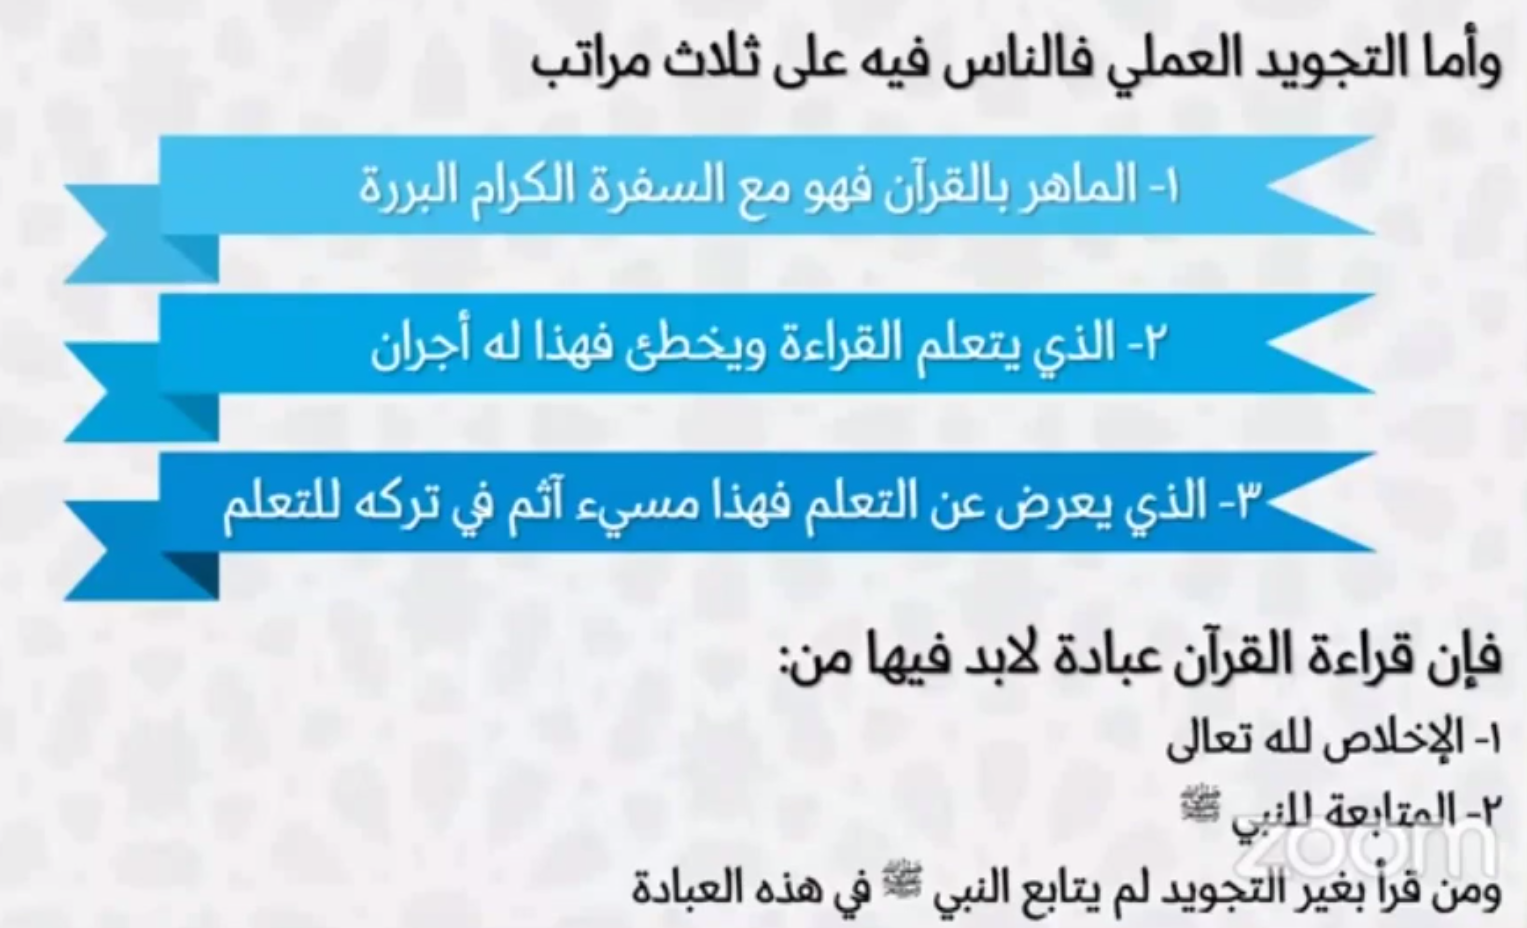 وأما التجويد العملي فالناس فيه على ثلاث مراتب
١- الماهر بالقرآن فهو مع السفرة الكرام البررة
٢- الذي يتعلم القراءة ويخطئ فهذا له أجران
٣- الذي يعرض عن التعلم فهذا مسيء آثم في تركه للتعلم
فإن قراءة القرآن عبادة لابد فيها من:
١- الإخلاص لله تعالى
٢- المتابعة للنبي ﷺ
zoom
ومن قرأ بغير التجويد لم يتابع النبي ﷺ في هذه العبادة